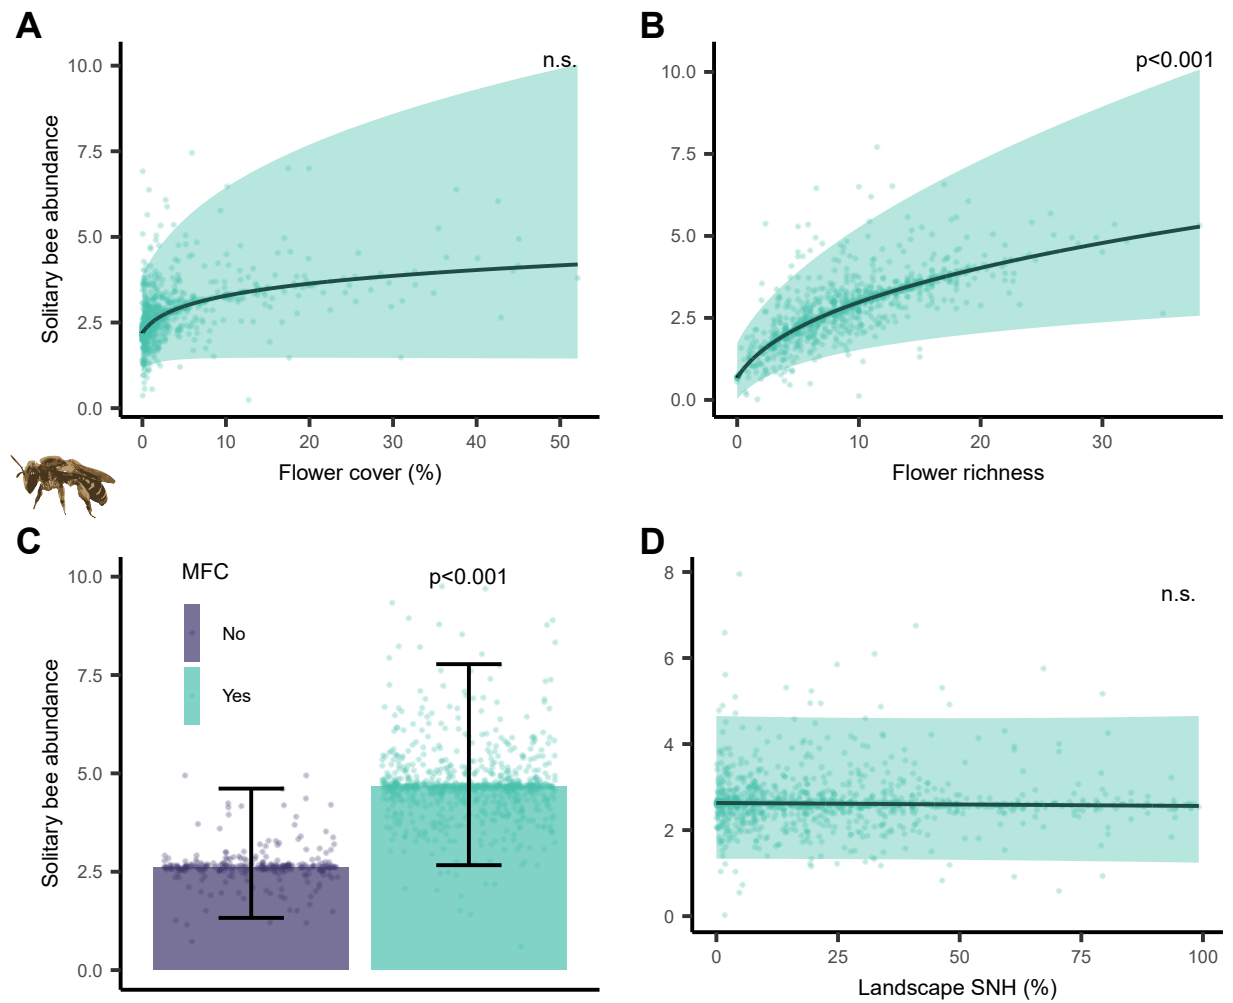 A
n.s.
10.0
7.5
5.0
2.5
0.0
Solitary bee abundance
0 10 20 30 40 50
Flower cover (%)
B
p<0.001
10.0
7.5
5.0
2.5
0.0
0 10 20 30
Flower richness
C
MFC
No
Yes
p<0.001
10.0
7.5
5.0
2.5
0.0
Solitary bee abundance
D
n.s.
8
6
4
2
0
0 25 50 75 100
Landscape SNH (%)